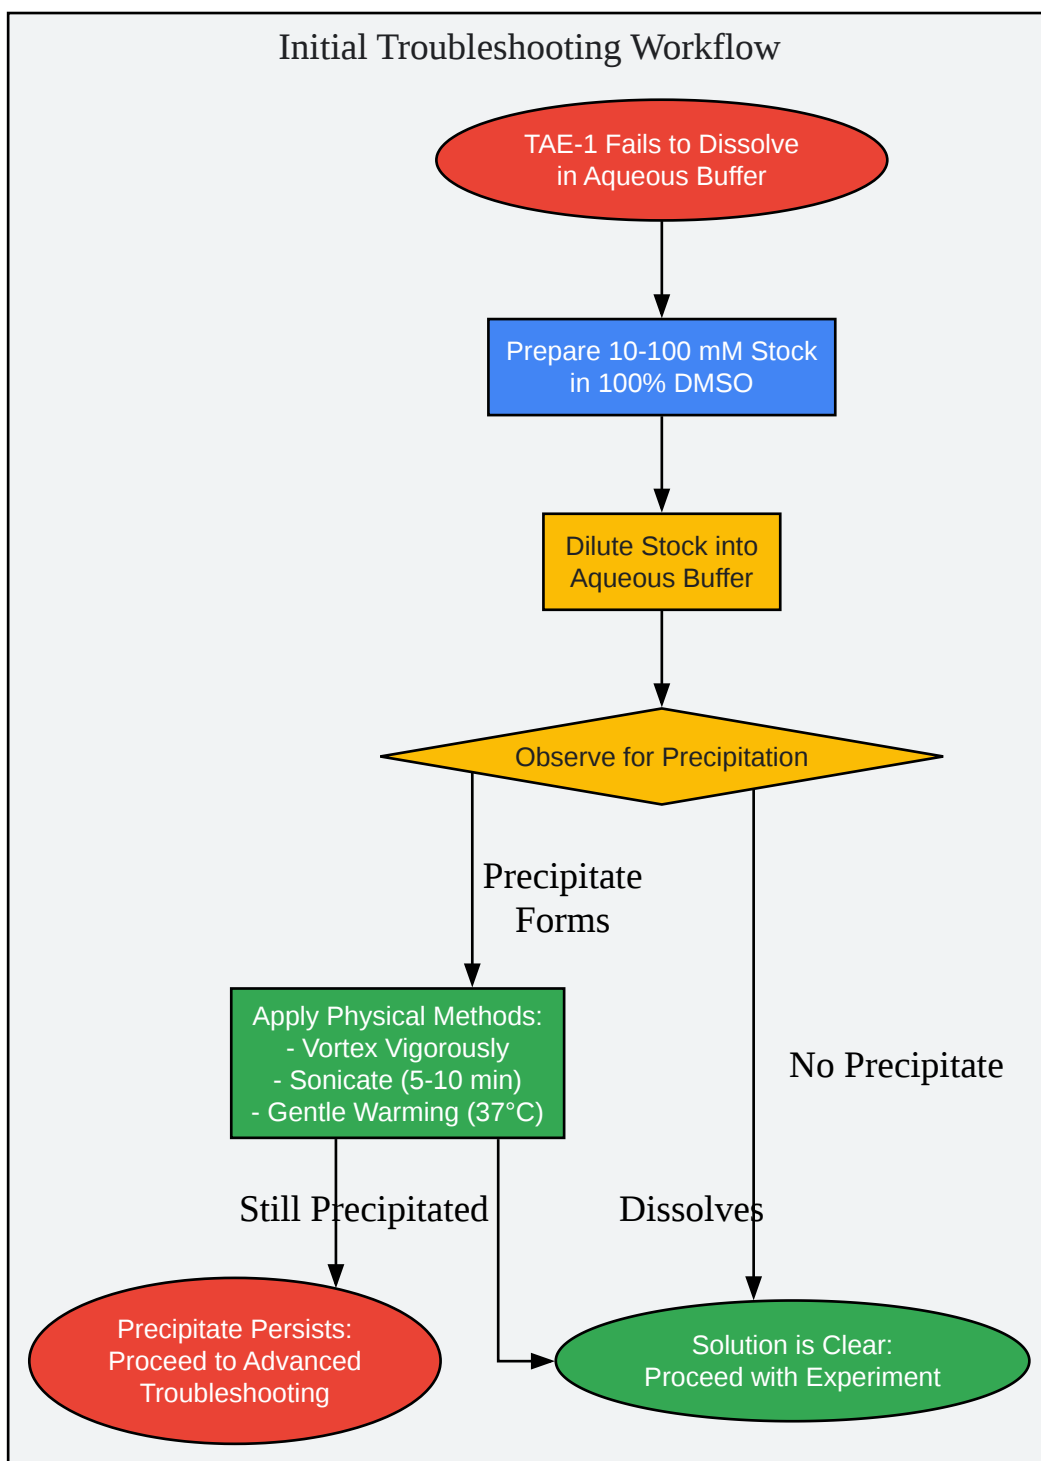 Initial Troubleshooting Workflow
TAE-1 Fails to Dissolve
in Aqueous Buffer
Prepare 10-100 mM Stock
in 100% DMSO
Dilute Stock into
Aqueous Buffer
Observe for Precipitation
Precipitate
Forms
Apply Physical Methods:
- Vortex Vigorously
- Sonicate (5-10 min)
- Gentle Warming (37°C)
No Precipitate
Still Precipitated
Dissolves
Precipitate Persists:
Proceed to Advanced
Troubleshooting
Solution is Clear:
Proceed with Experiment